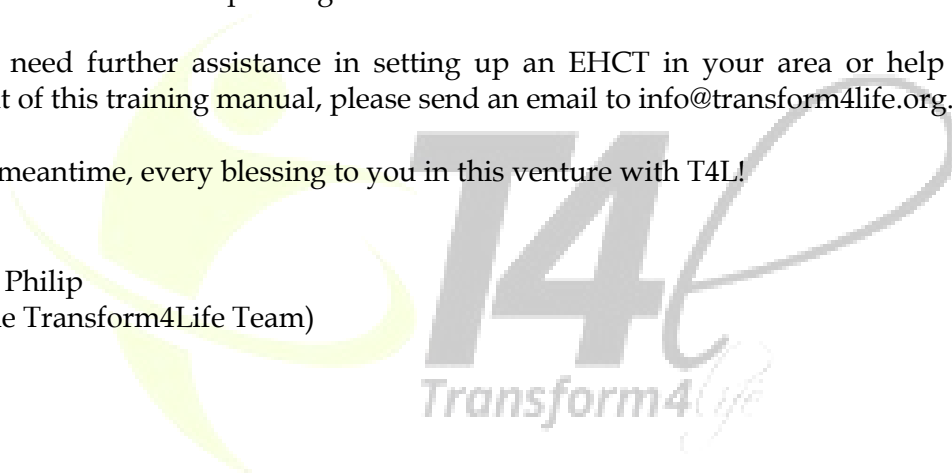 need further assistance in setting up an EHCT in your area or help
of this training manual, please send an email to info@transform4life.org.
meantime, every blessing to you in this venture with T4L!
Philip
Transform4Life Team)
T4L
Transform4life